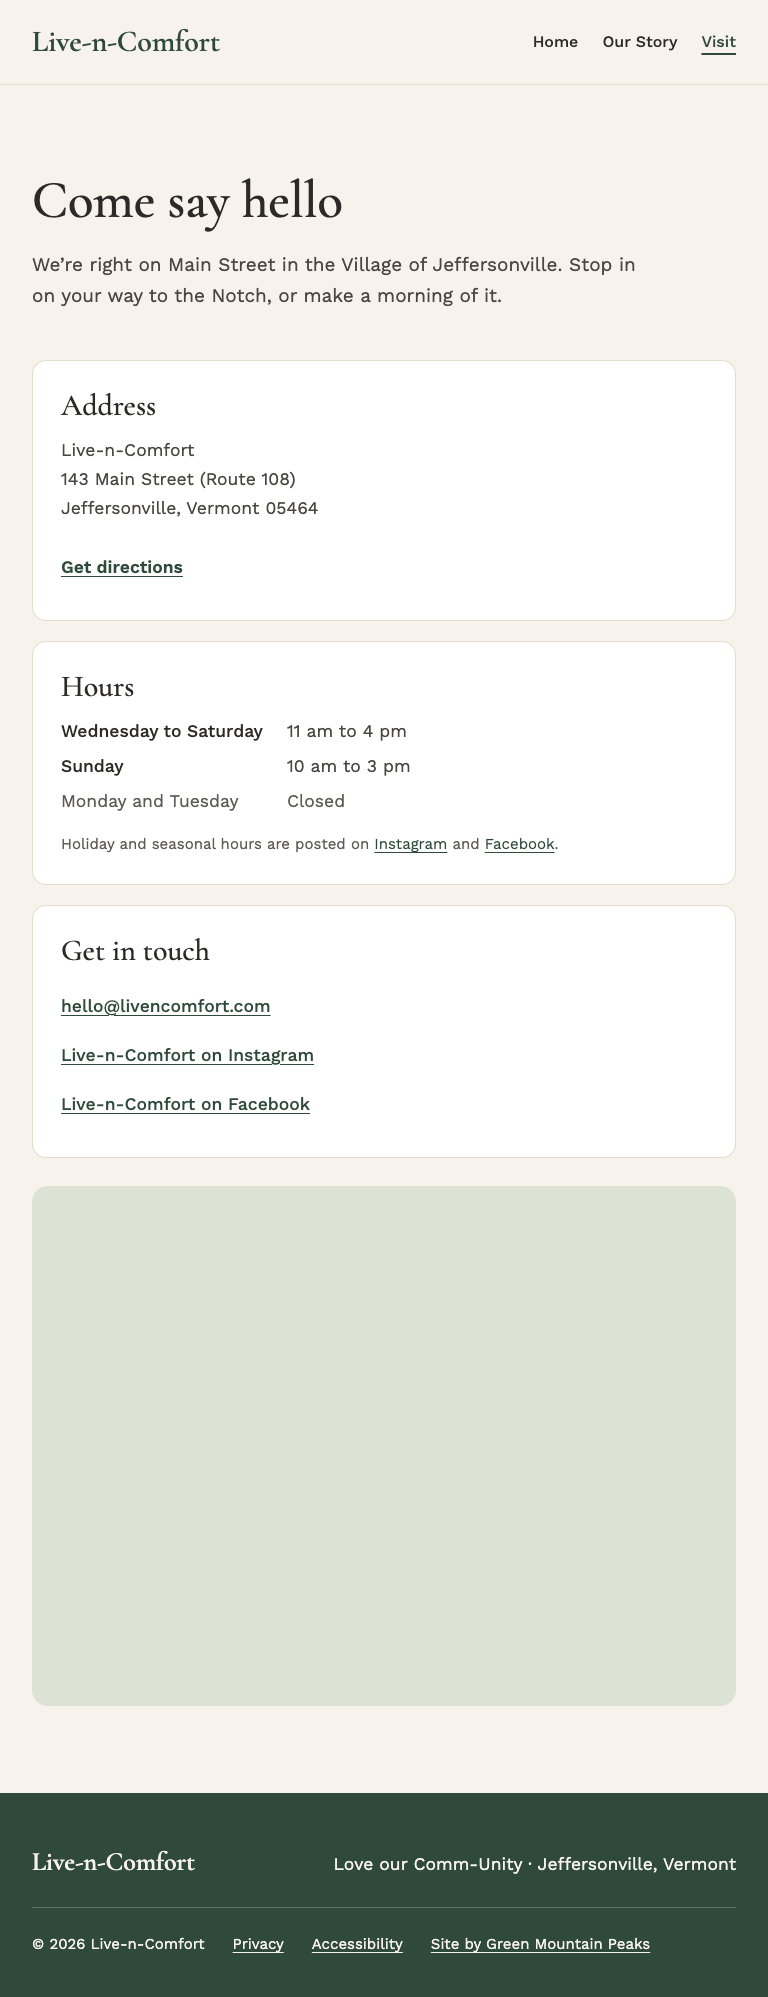 Live-n-Comfort
Home Our Story Visit
Come say hello
We’re right on Main Street in the Village of Jeffersonville. Stop in
on your way to the Notch, or make a morning of it.
Address
Live-n-Comfort
143 Main Street (Route 108)
Jeffersonville, Vermont 05464
Get directions
Hours
Wednesday to Saturday 11 am to 4 pm
Sunday 10 am to 3 pm
Monday and Tuesday Closed
Holiday and seasonal hours are posted on Instagram and Facebook.
Get in touch
hello@livencomfort.com
Live-n-Comfort on Instagram
Live-n-Comfort on Facebook
Live-n-Comfort
Love our Comm-Unity · Jeffersonville, Vermont
© 2026 Live-n-Comfort Privacy Accessibility Site by Green Mountain Peaks